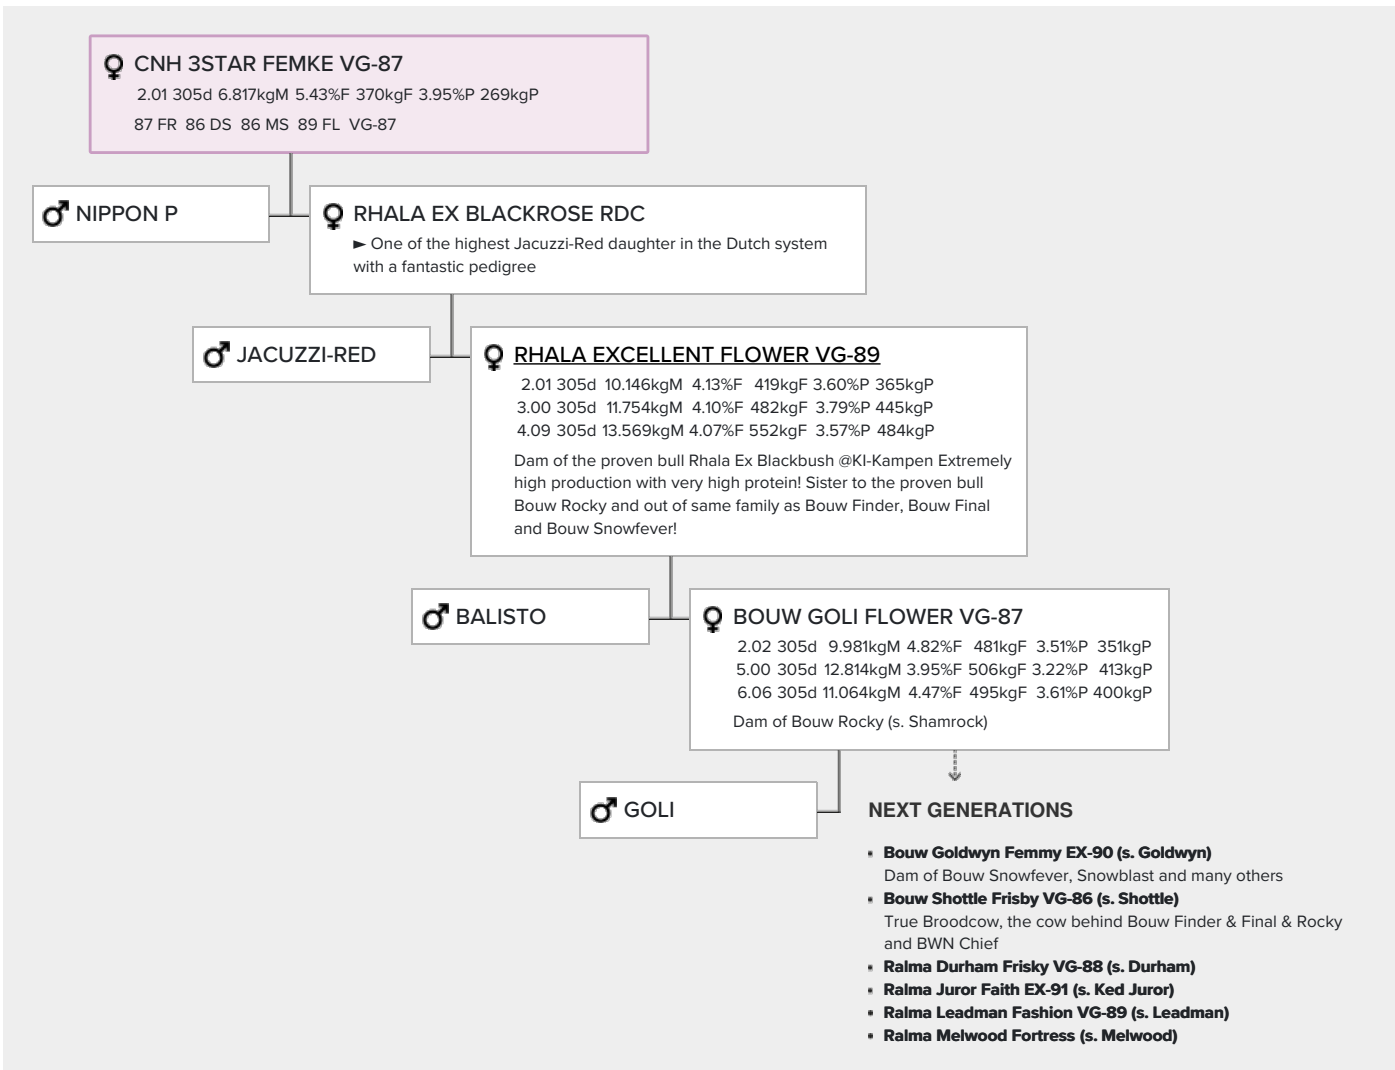 CNH 3STAR FEMKE VG-87
2.01 305d 6.817kgM 5.43%F 370kgF 3.95%P 269kgP
87 FR 86 DS 86 MS 89 FL VG-87
NIPPON P
RHALA EX BLACKROSE RDC
► One of the highest Jacuzzi-Red daughter in the Dutch system
with a fantastic pedigree
JACUZZI-RED
RHALA EXCELLENT FLOWER VG-89
2.01 305d 10.146kgM 4.13%F 419kgF 3.60%P 365kgP
3.00 305d 11.754kgM 4.10%F 482kgF 3.79%P 445kgP
4.09 305d 13.569kgM 4.07%F 552kgF 3.57%P 484kgP
Dam of the proven bull Rhala Ex Blackbush @KI-Kampen Extremely
high production with very high protein! Sister to the proven bull
Bouw Rocky and out of same family as Bouw Finder, Bouw Final
and Bouw Snowfever!
BALISTO
BOUW GOLI FLOWER VG-87
2.02 305d 9.981kgM 4.82%F 481kgF 3.51%P 351kgP
5.00 305d 12.814kgM 3.95%F 506kgF 3.22%P 413kgP
6.06 305d 11.064kgM 4.47%F 495kgF 3.61%P 400kgP
Dam of Bouw Rocky (s. Shamrock)
GOLI
NEXT GENERATIONS
▪ Bouw Goldwyn Femmy EX-90 (s. Goldwyn)
Dam of Bouw Snowfever, Snowblast and many others
▪ Bouw Shottle Frisby VG-86 (s. Shottle)
True Broodcow, the cow behind Bouw Finder & Final & Rocky
and BWN Chief
▪ Ralma Durham Frisky VG-88 (s. Durham)
▪ Ralma Juror Faith EX-91 (s. Ked Juror)
▪ Ralma Leadman Fashion VG-89 (s. Leadman)
▪ Ralma Melwood Fortress (s. Melwood)